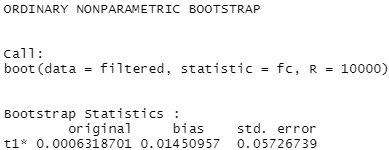 ORDINARY NONPARAMETRIC BOOTSTRAP
Call:
boot(data = filtered, statistic = fc, R = 10000)
Bootstrap Statistics :
original bias std. error
t1* 0.0006318701 0.01450957 0.05726739